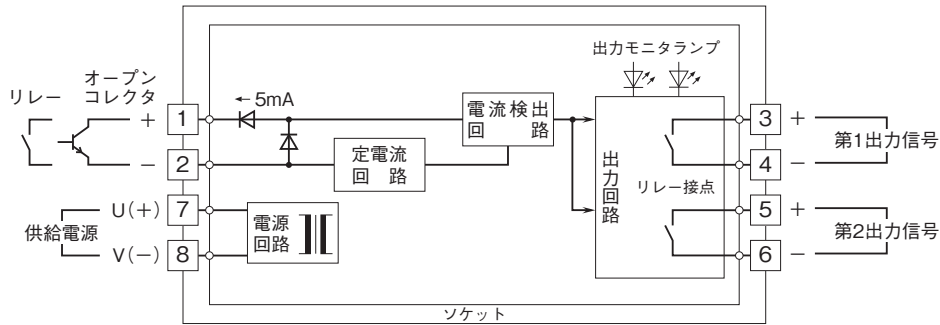 出力モニタランプ
リレー
オープン
コレクタ
← 5mA
電流検出
回 路
1
+
2
−
定電流
回 路
出力回路
リレー接点
3
+
4
−
第1出力信号
供給電源
U(+)
7
V(−)
8
電源
回路
5
+
6
−
第2出力信号
ソケット